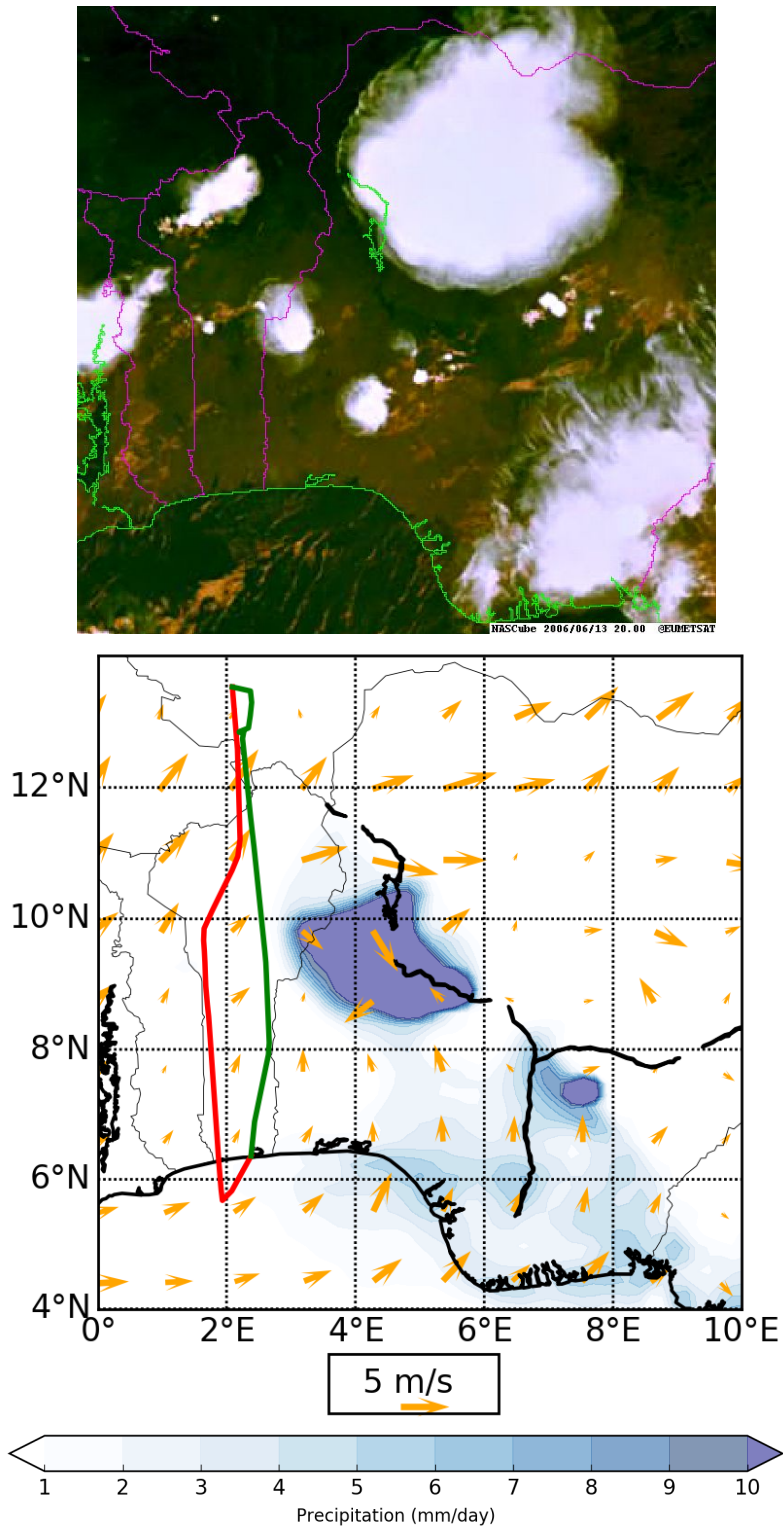 NASCube 2006/06/13 20.00 @EUMETSAT
12°N
10°N
8°N
6°N
4°N
0 2°E 4°E 6°E 8°E 10°E
5 m/s
1 2 3 4 5 6 7 8 9 10
Precipitation (mm/day)